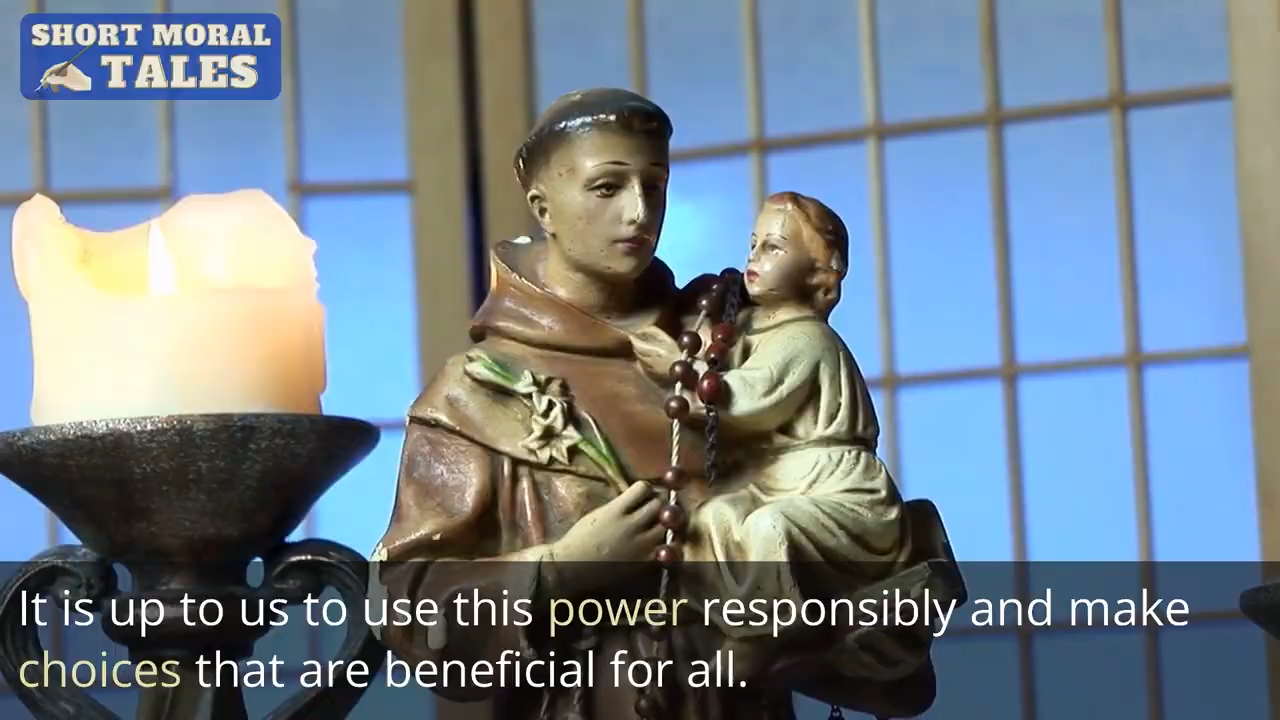 SHORT MORAL
TALES
It is up to us to use this power responsibly and make
choices that are beneficial for all.